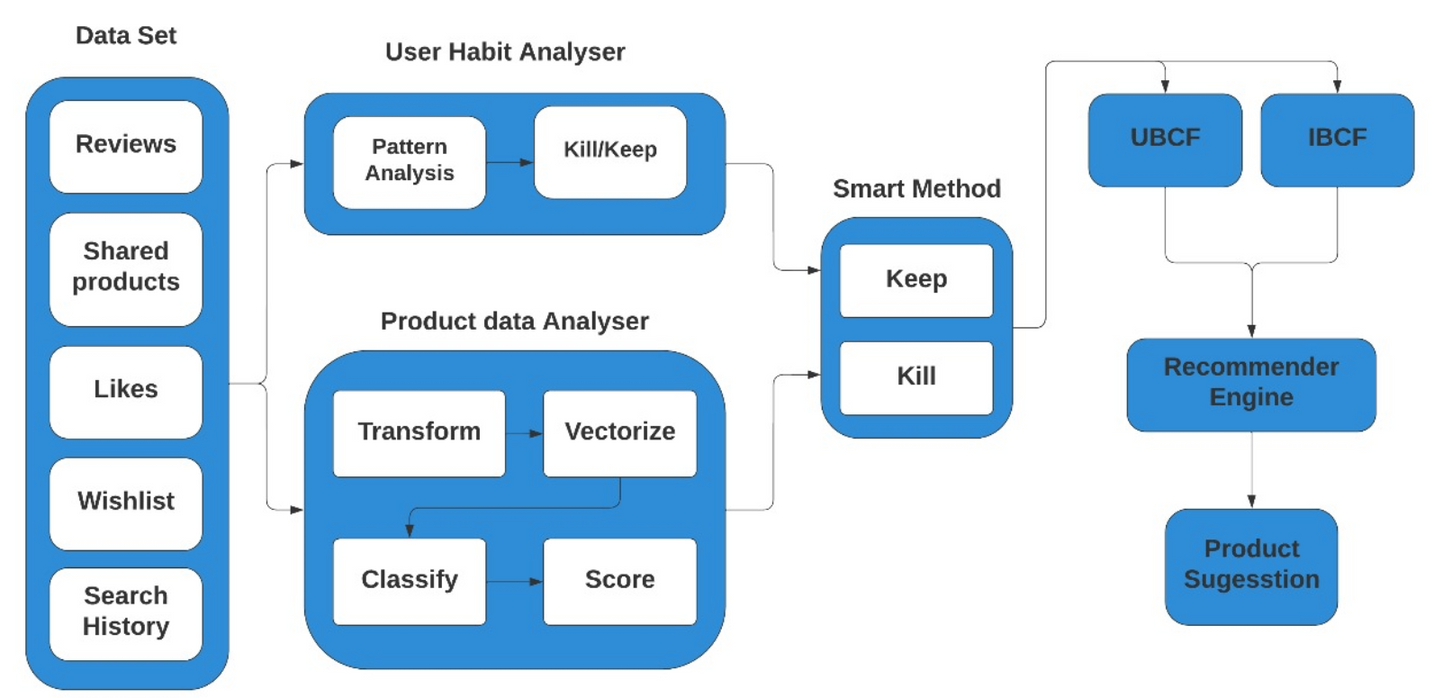 Data Set
Reviews
Shared
products
Likes
Wishlist
Search
History
User Habit Analyser
Pattern
Analysis
Kill/Keep
Product data Analyser
Transform
Vectorize
Classify
Score
Smart Method
Keep
Kill
UBCF
IBCF
Recommender
Engine
Product
Sugesstion